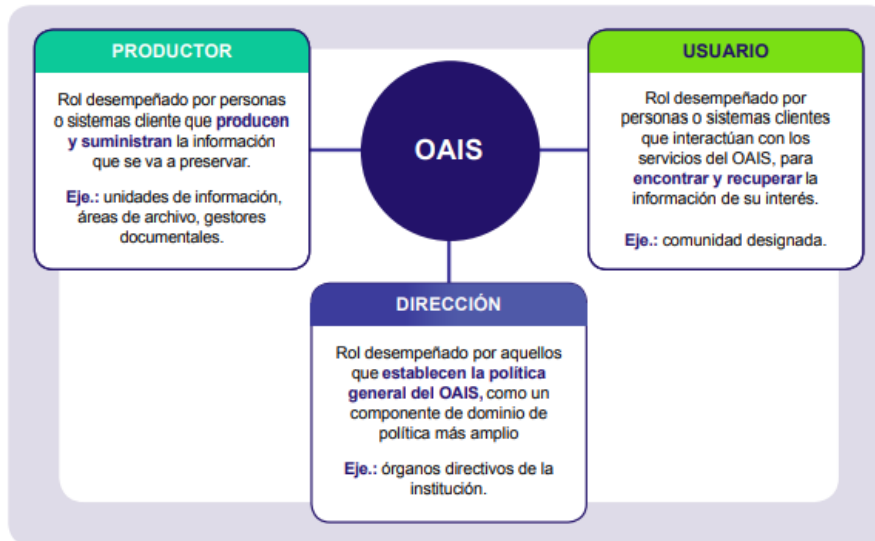 PRODUCTOR
Rol desempeñado por personas
o sistemas cliente que producen
y suministran la información
que se va a preservar.
Eje.: unidades de información,
áreas de archivo, gestores
documentales.
OAIS
USUARIO
Rol desempeñado por
personas o sistemas clientes
que interactúan con los
servicios del OAIS, para
encontrar y recuperar la
información de su interés.
Eje.: comunidad designada.
DIRECCIÓN
Rol desempeñado por aquellos
que establecen la política
general del OAIS, como un
componente de dominio de
política más amplio
Eje.: órganos directivos de la
institución.